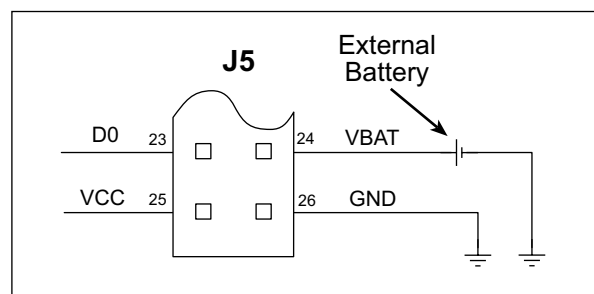 External
Battery
J5
D0 23 24 VBAT
VCC 25 26 GND